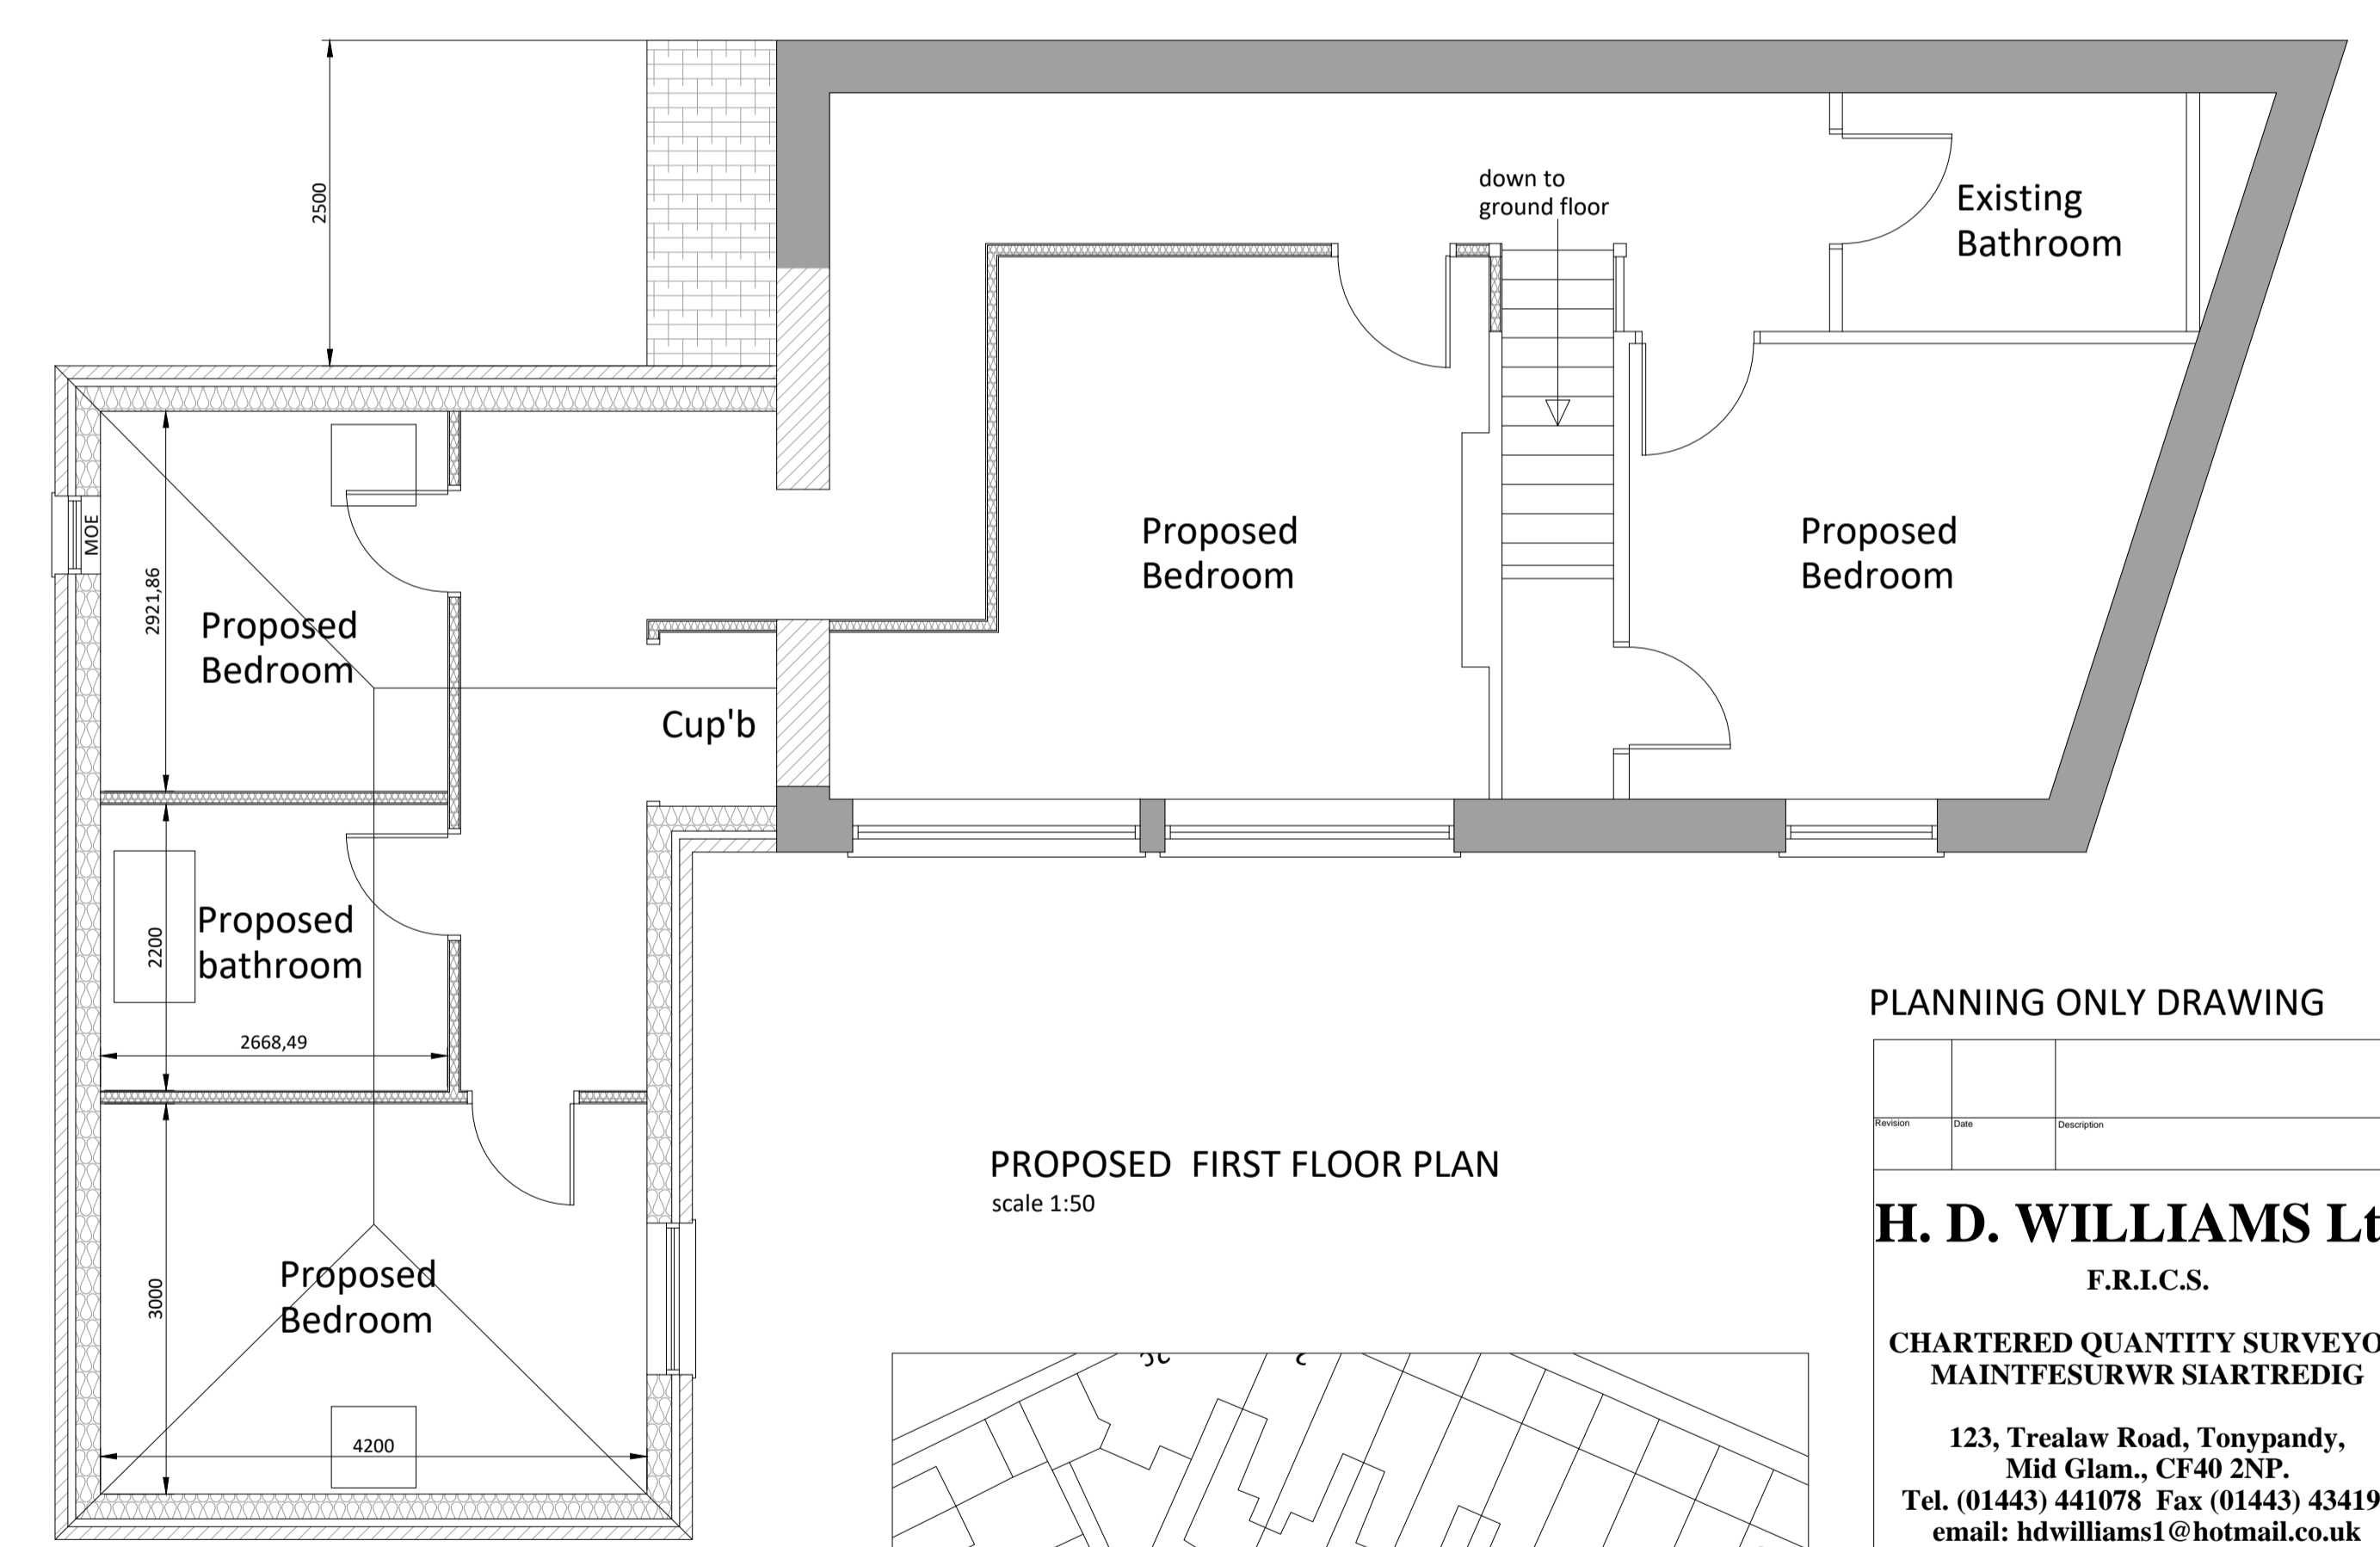 2500
down to
ground floor
Existing
Bathroom
MOE
2921,86
Proposed
Bedroom
Proposed
Bedroom
Proposed
Bedroom
Cup'b
2200
Proposed
bathroom
2668,49
3000
Proposed
Bedroom
4200
PROPOSED FIRST FLOOR PLAN
scale 1:50
PLANNING ONLY DRAWING
Revision
Date
Description
H. D. WILLIAMS
F.R.I.C.S.
CHARTERED QUANTITY
MAINTFESURWR SIARTREDIG
123, Trealaw Road, Tonypandy,
Mid Glam., CF40 2NP.
Tel. (01443) 441078 Fax (01443) 43419
email: hdwilliams1@hotmail.co.uk